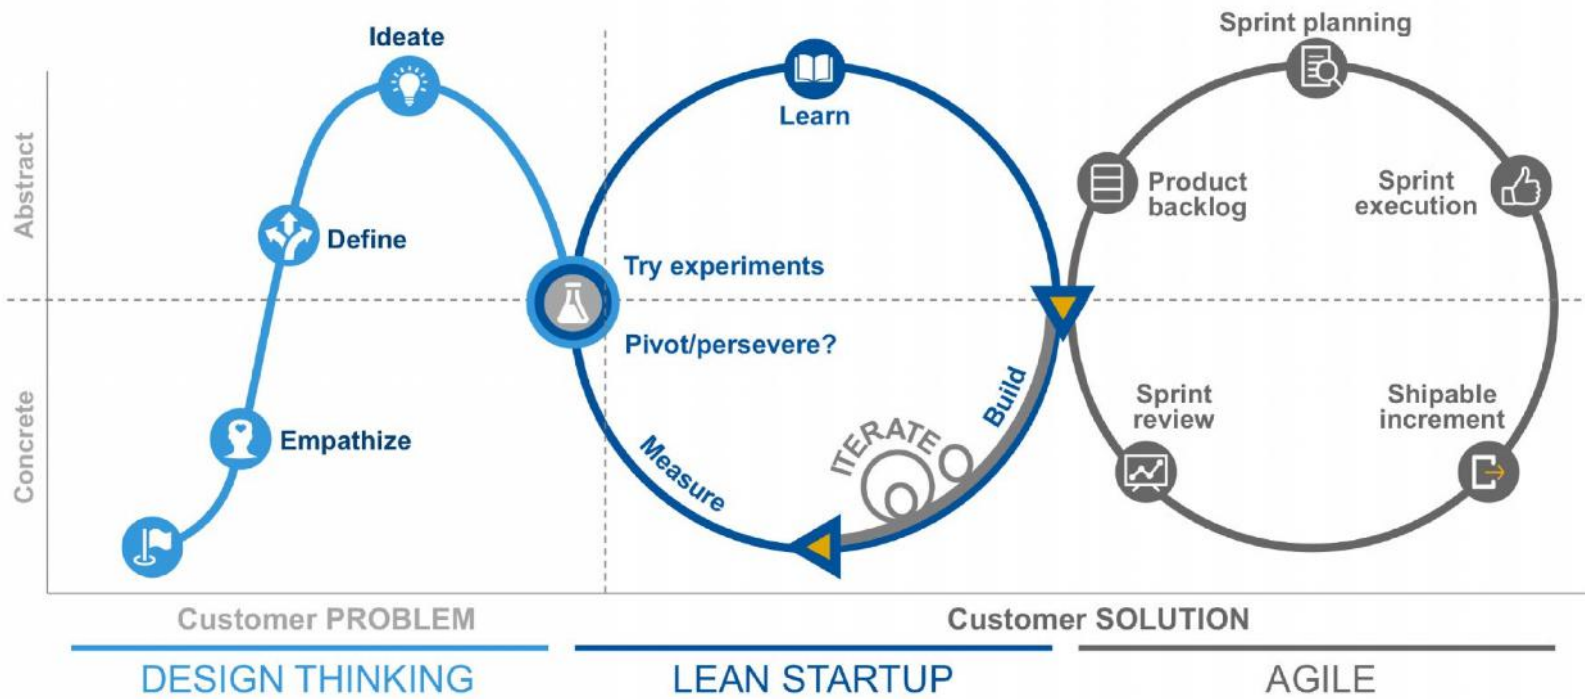 Ideate
Define
Empathize
Abstract
Concrete
Learn
Try experiments
Pivot/persevere?
Measure
ITERATE
Build
Sprint planning
Product
backlog
Sprint
execution
Sprint
review
Shipable
increment
Customer PROBLEM
Customer SOLUTION
DESIGN THINKING
LEAN STARTUP
AGILE